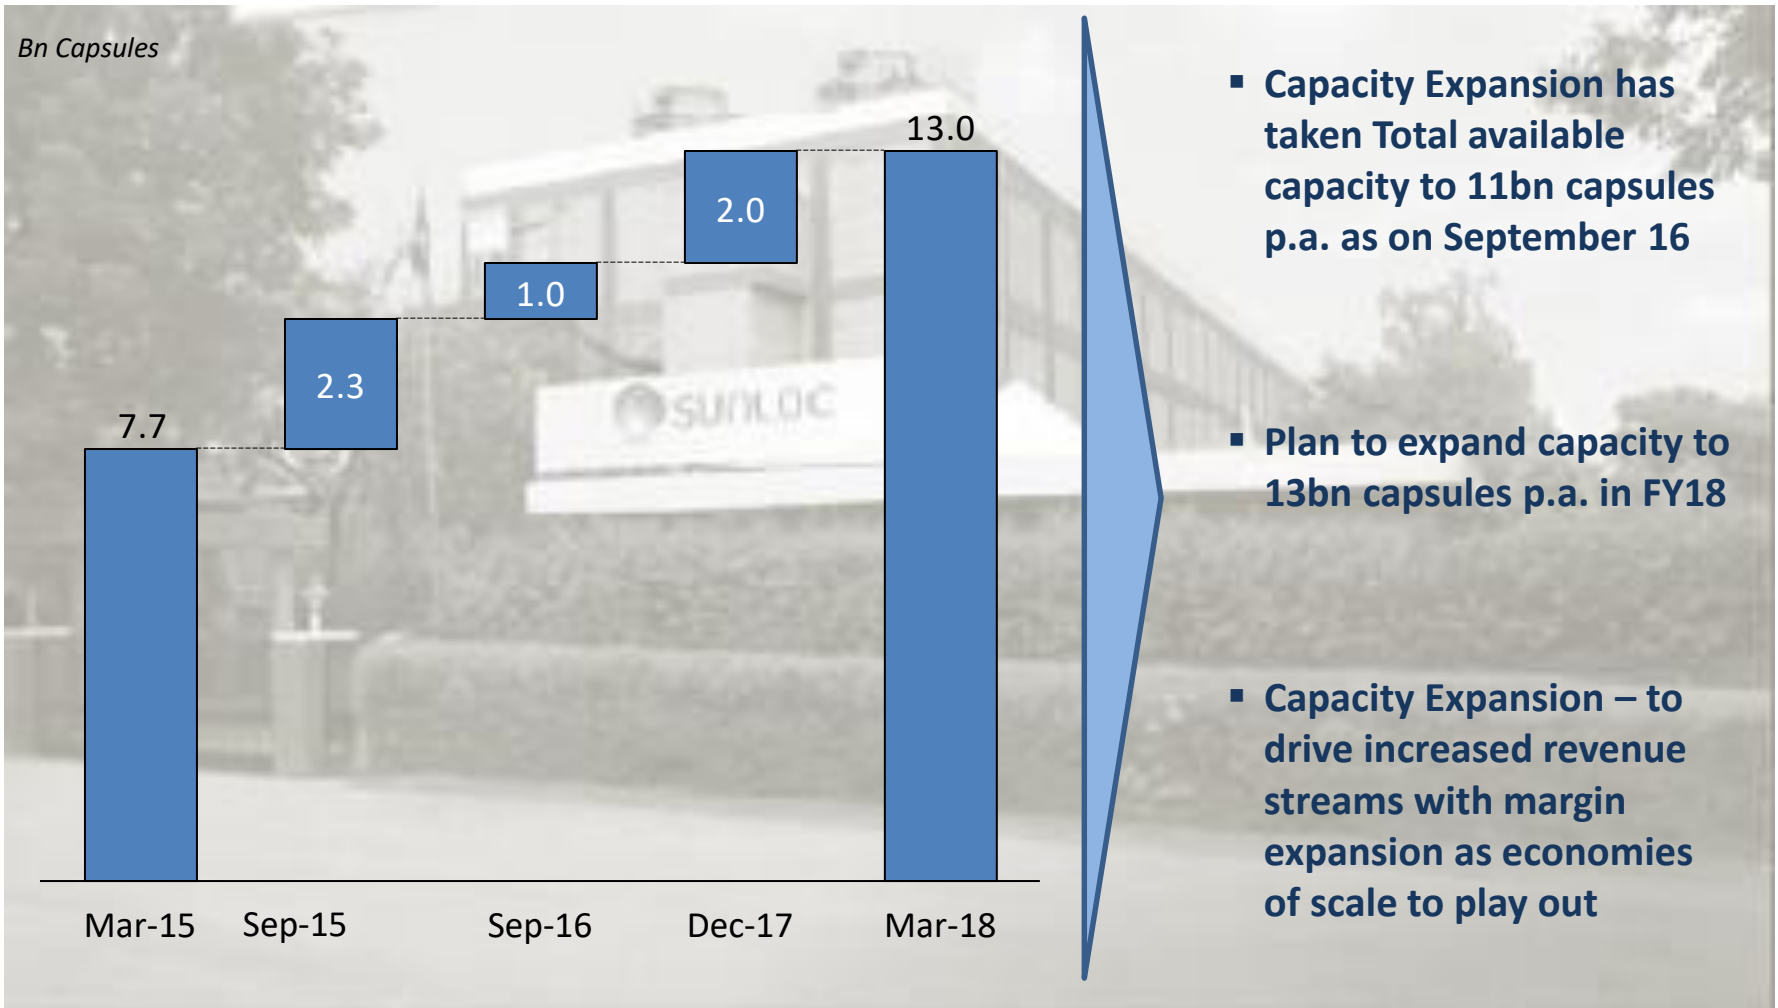 Bn Capsules
13.0
2.0
1.0
2.3
7.7
Mar-15 Sep-15 Sep-16 Dec-17 Mar-18
SUNLOC
▪ Capacity Expansion has
taken Total available
capacity to 11bn capsules
p.a. as on September 16
▪ Plan to expand capacity to
13bn capsules p.a. in FY18
▪ Capacity Expansion – to
drive increased revenue
streams with margin
expansion as economies
of scale to play out